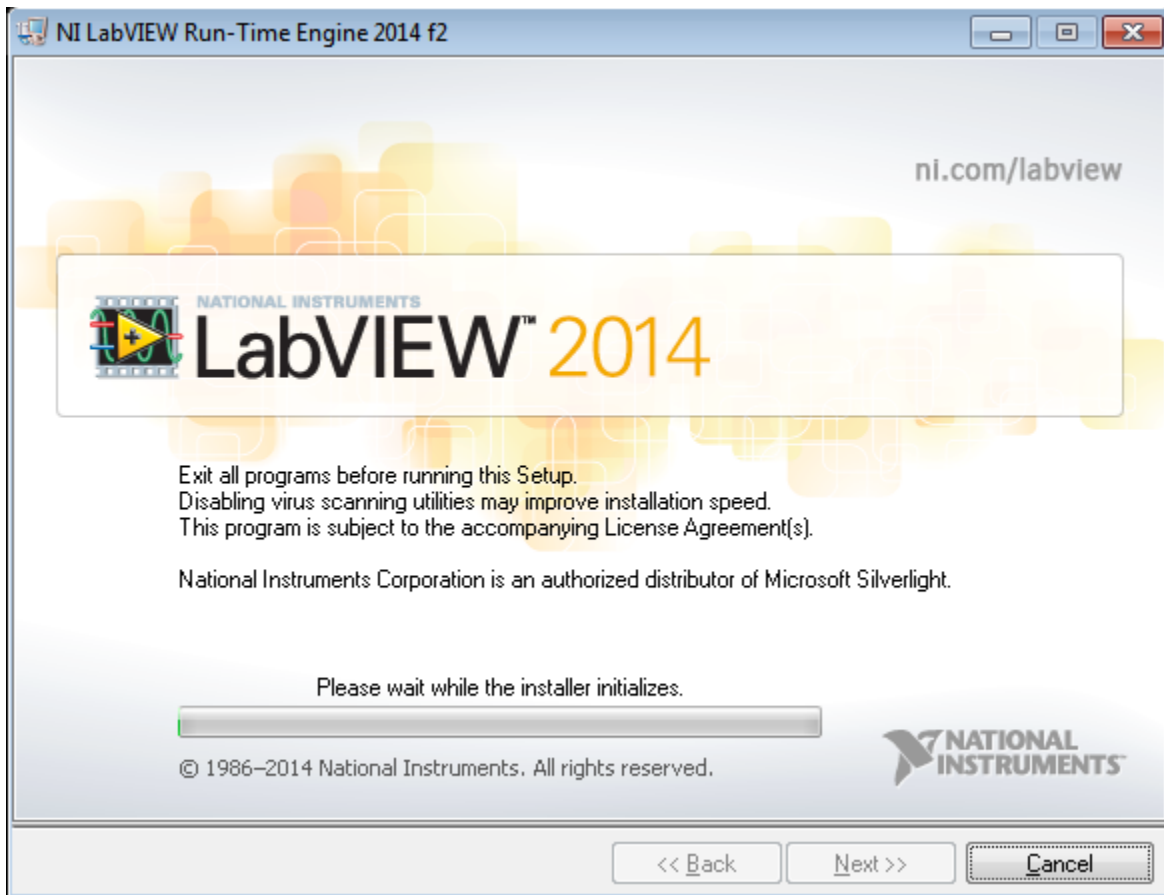 NI LabVIEW Run-Time Engine 2014 f2
ni.com/labview
NATIONAL INSTRUMENTS
LabVIEW™ 2014
Exit all programs before running this Setup.
Disabling virus scanning utilities may improve installation speed.
This program is subject to the accompanying License Agreement(s).
National Instruments Corporation is an authorized distributor of Microsoft Silverlight.
Please wait while the installer initializes.
© 1986–2014 National Instruments. All rights reserved.
NATIONAL
INSTRUMENTS™
<< Back
Next >>
Cancel